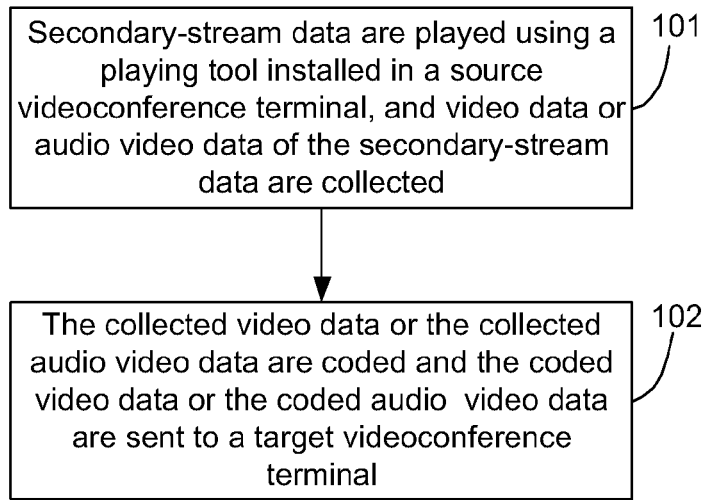 Secondary-stream data are played using a
playing tool installed in a source
videoconference terminal, and video data or
audio video data of the secondary-stream
data are collected
101
The collected video data or the collected
audio video data are coded and the coded
video data or the coded audio video data
are sent to a target videoconference
terminal
102